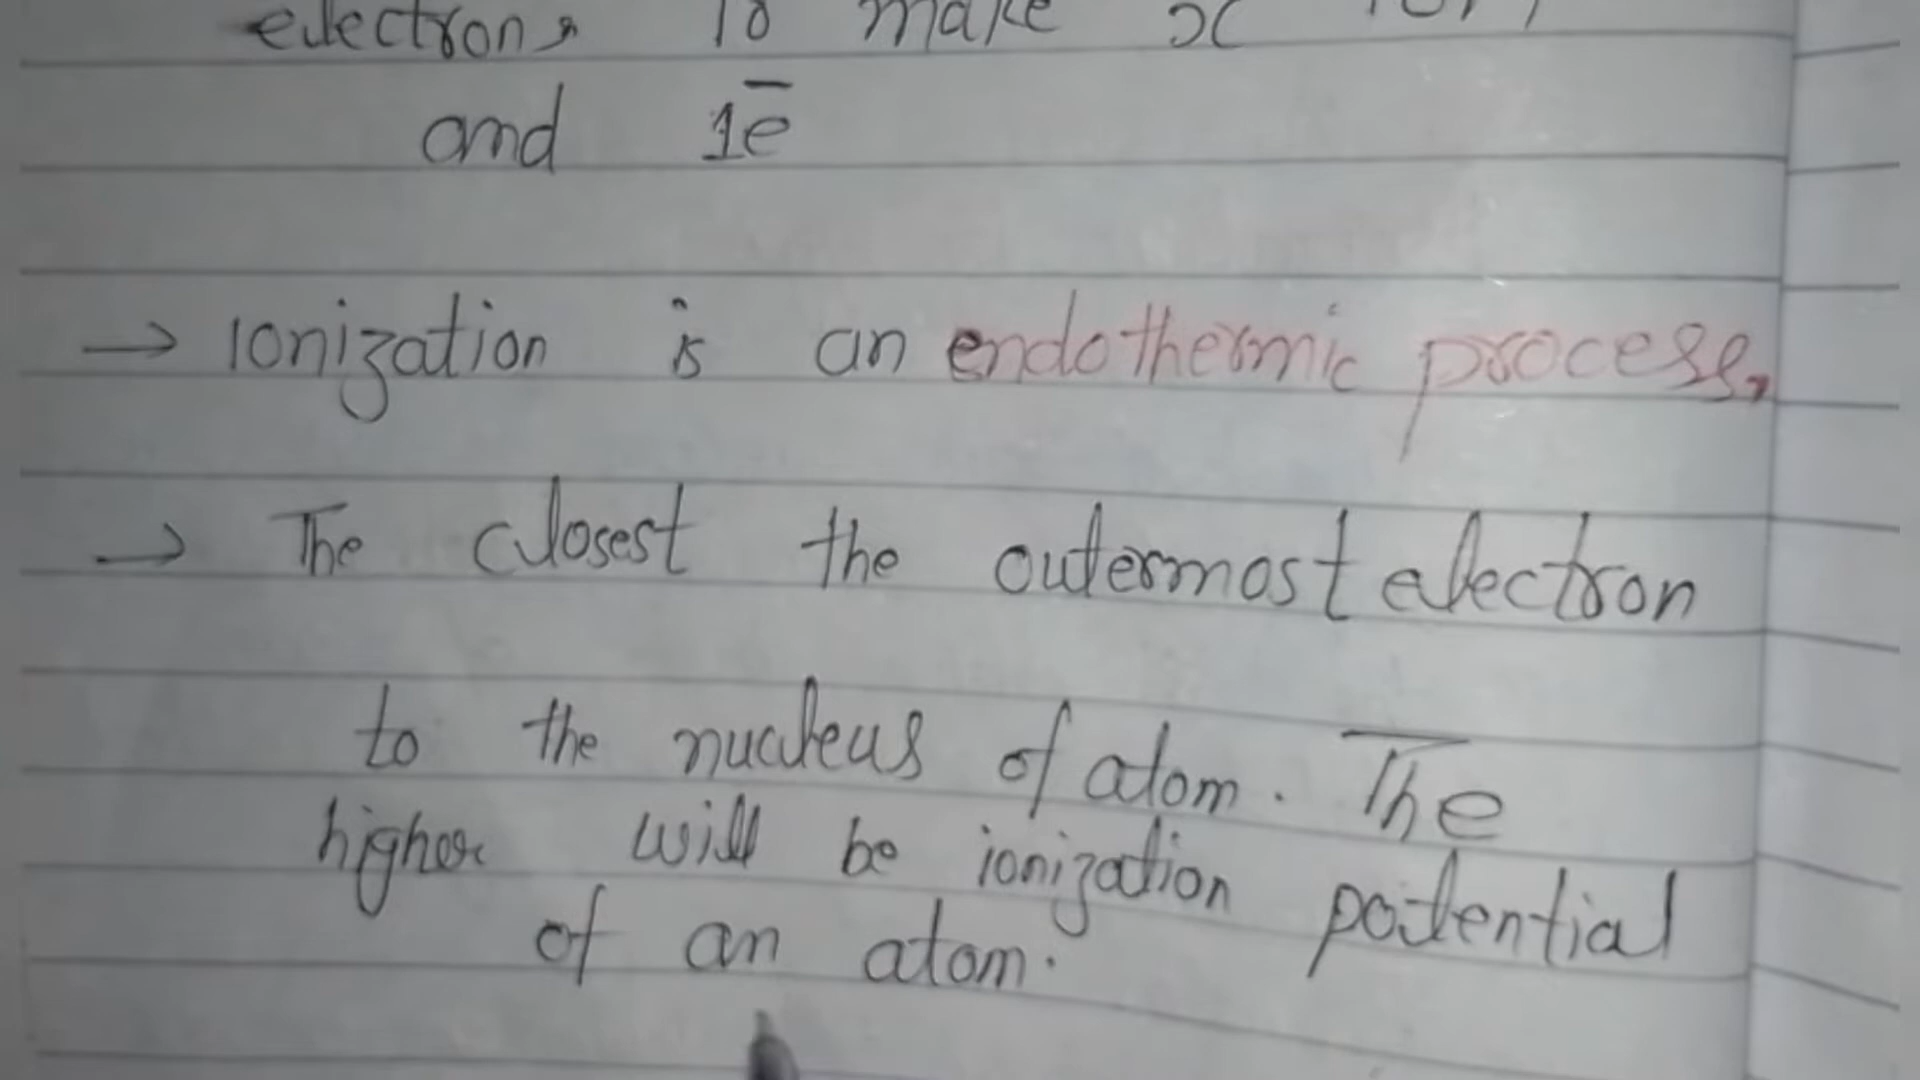 electrons to make
and 1e̅
→ Ionization is an endothermic process,
→ The closest the outermost electron
to the nucleus of atom. The
higher will be ionization potential
of an atom.